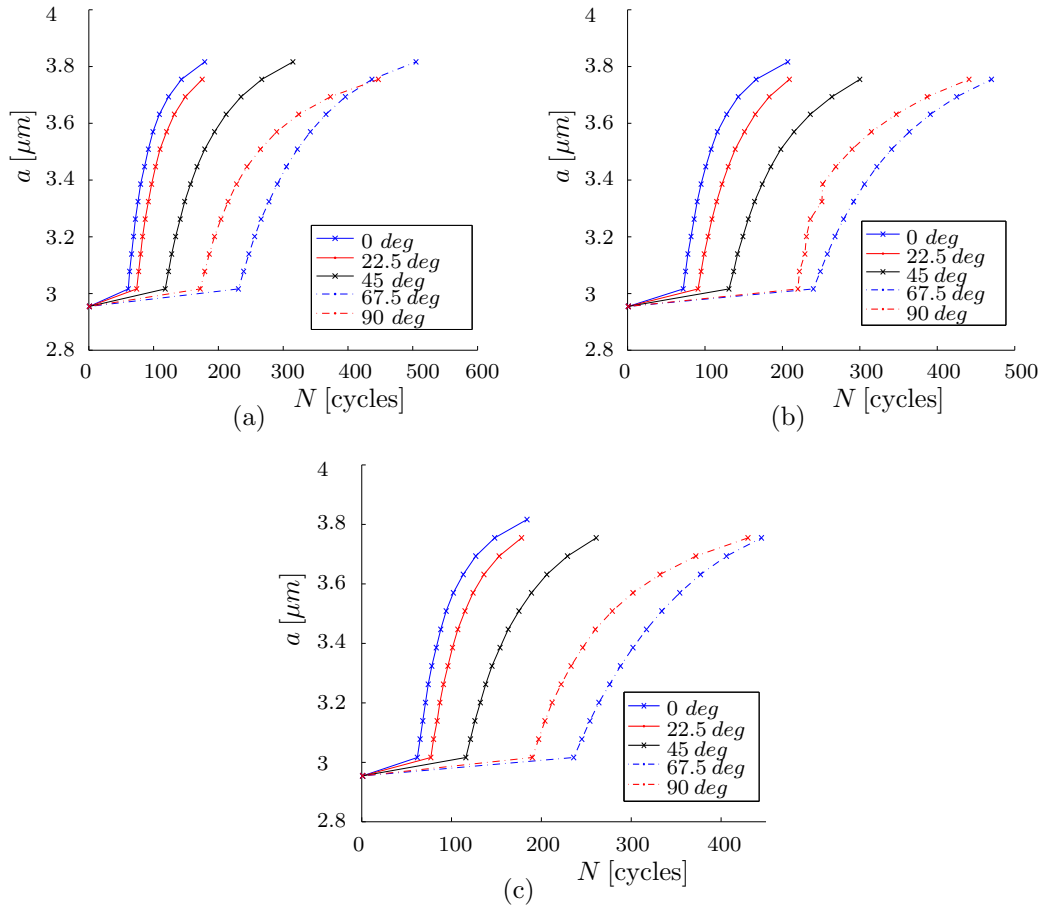 4
3.8
3.6
3.4
3.2
3
2.8
a [μm]
0 100 200 300 400 500 600
N [cycles]
0 deg
22.5 deg
45 deg
67.5 deg
90 deg
(a)
4
3.8
3.6
3.4
3.2
3
2.8
a [μm]
0 100 200 300 400 500
N [cycles]
0 deg
22.5 deg
45 deg
67.5 deg
90 deg
(b)
4
3.8
3.6
3.4
3.2
3
2.8
a [μm]
0 100 200 300 400
N [cycles]
0 deg
22.5 deg
45 deg
67.5 deg
90 deg
(c)